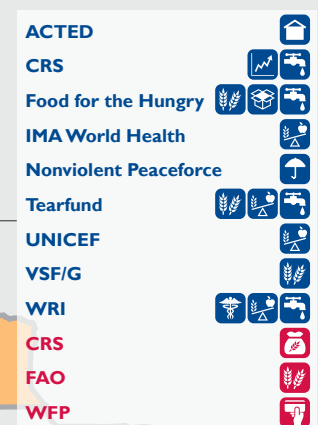 ACTED
CRS
Food for the Hungry
IMA World Health
Nonviolent Peaceforce
Tearfund
UNICEF
VSF/G
WRI
CRS
FAO
WFP